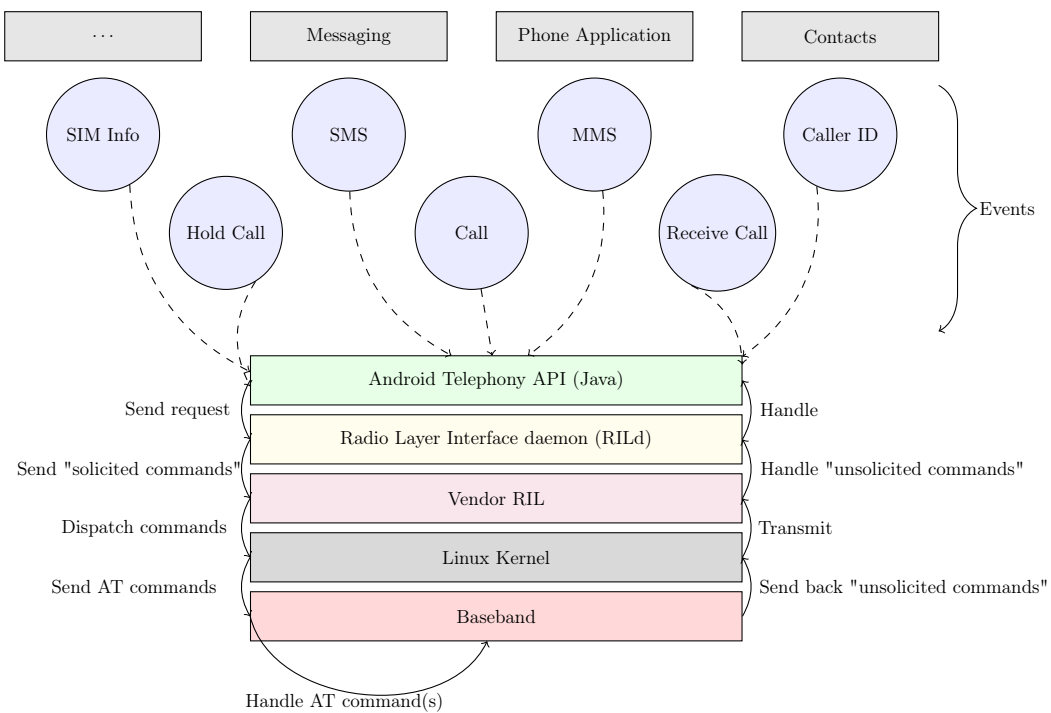 ...
Messaging
Phone Application
Contacts
SIM Info
SMS
MMS
Caller ID
Hold Call
Call
Receive Call
Events
Android Telephony API (Java)
Send request
Handle
Radio Layer Interface daemon (RILd)
Send "solicited commands"
Handle "unsolicited commands"
Vendor RIL
Dispatch commands
Transmit
Linux Kernel
Send AT commands
Send back "unsolicited commands"
Baseband
Handle AT command(s)